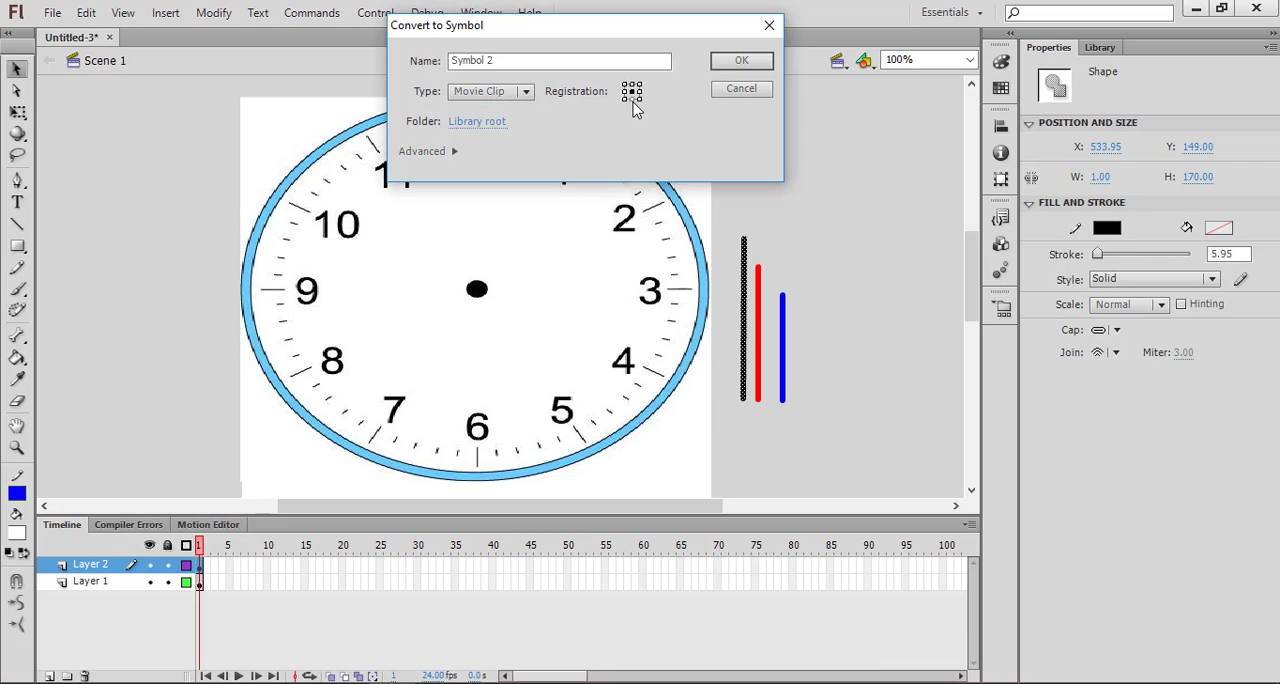 Fl File Edit View Insert Modify Text Commands Control Window Help Essentials
Convert to Symbol
Untitled-3*
Name: Symbol 2 OK
Scene 1 100% Properties Library
Shape
Type: Movie Clip Registration: Cancel
Folder: Library root
POSITION AND SIZE
Advanced
X: 533.95 Y: 149.00
W: 1.00 H: 170.00
FILL AND STROKE
Stroke: 5.95
Style: Solid
Scale: Normal Hinting
Cap:
Join: Miter: 3.00
10 2
9 3
8 4
7 5
6
Timeline Compiler Errors Motion Editor
1 5 10 15 20 25 30 35 40 45 50 55 60 65 70 75 80 85 90 95 100
Layer 2
Layer 1
1 24.00 fps 0.0 s